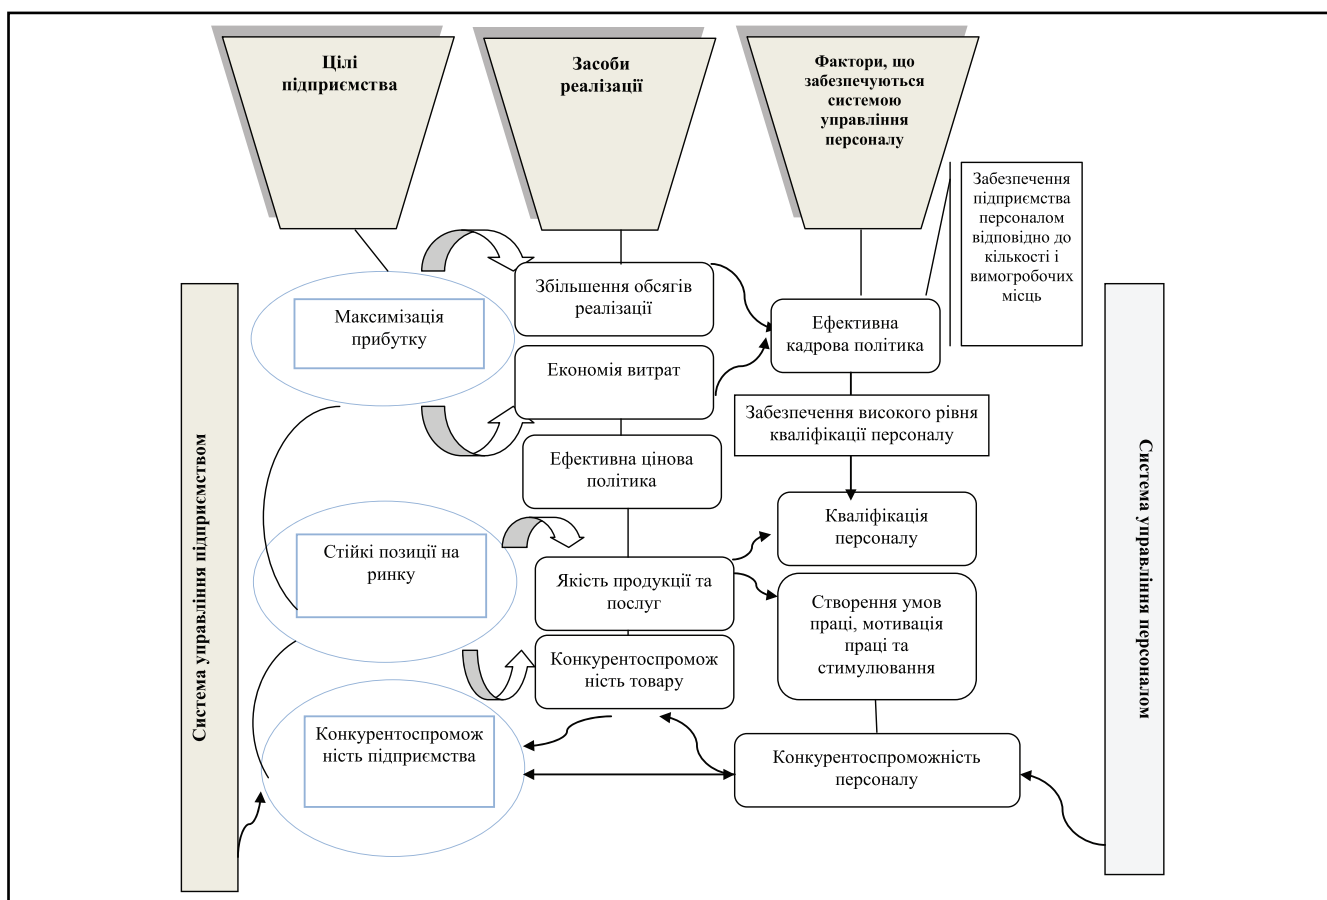 Цілі
підприємства
Засоби
реалізації
Фактори, що
забезпечуються
системою
управління
персоналу
Забезпечення
підприємства
персоналом
відповідно до
кількості і
вимогробочих
місць
Система управління підприємством
Максимізація
прибутку
Збільшення обсягів
реалізації
Ефективна
кадрова політика
Економія витрат
Забезпечення високого рівня
кваліфікації персоналу
Ефективна цінова
політика
Стійкі позиції на
ринку
Кваліфікація
персоналу
Якість продукції та
послуг
Створення умов
праці, мотивація
праці та
стимулювання
Конкурентоспромож
ність товару
Конкурентоспромож
ність підприємства
Конкурентоспроможність
персоналу
Система управління персоналом